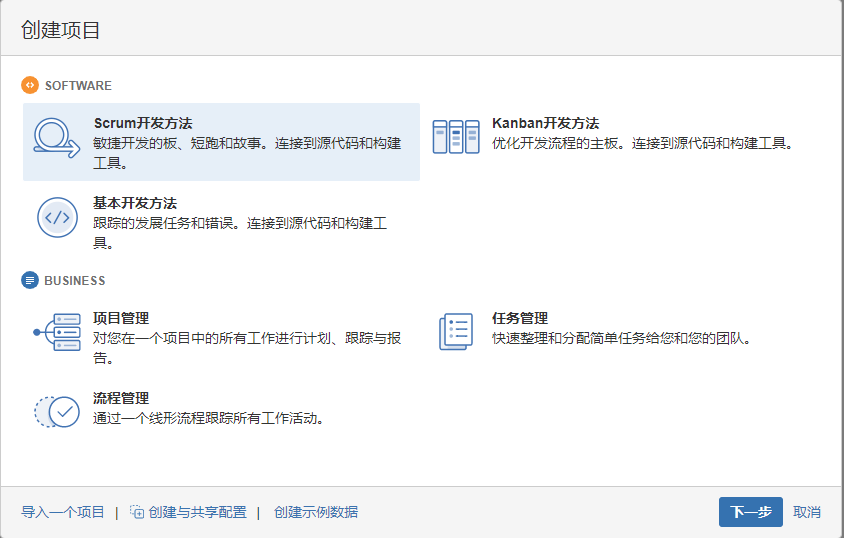 创建项目
SOFTWARE
Scrum开发方法
敏捷开发的板、短跑和故事。连接到源代码和构建
工具。
Kanban开发方法
优化开发流程的主板。连接到源代码和构建工具。
基本开发方法
跟踪的发展任务和错误。连接到源代码和构建工
具。
BUSINESS
项目管理
对您在一个项目中的所有工作进行计划、跟踪与报
告。
任务管理
快速整理和分配简单任务给您和您的团队。
流程管理
通过一个线形流程跟踪所有工作活动。
导入一个项目 | 创建与共享配置 | 创建示例数据 下一步 取消